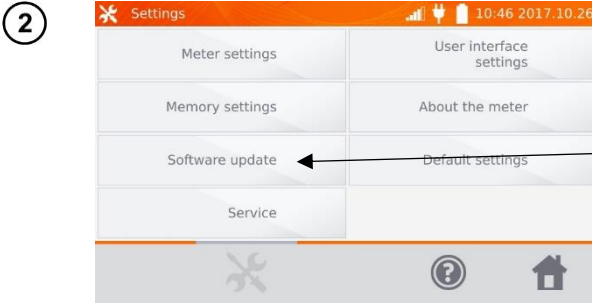 2
Settings 10:46 2017.10.26
Meter settings
User interface
settings
Memory settings
About the meter
Software update
Default settings
Service
?